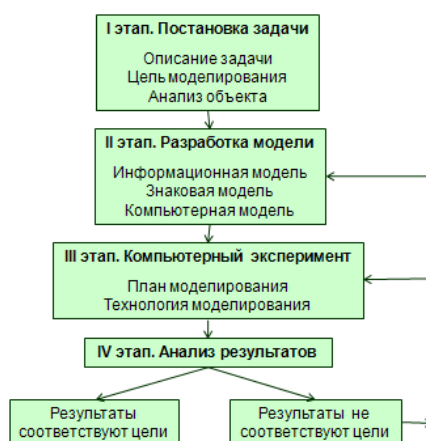 I этап. Постановка задачи
Описание задачи
Цель моделирования
Анализ объекта
II этап. Разработка модели
Информационная модель
Знаковая модель
Компьютерная модель
III этап. Компьютерный эксперимент
План моделирования
Технология моделирования
IV этап. Анализ результатов
Результаты
соответствуют цели
Результаты не
соответствуют цели